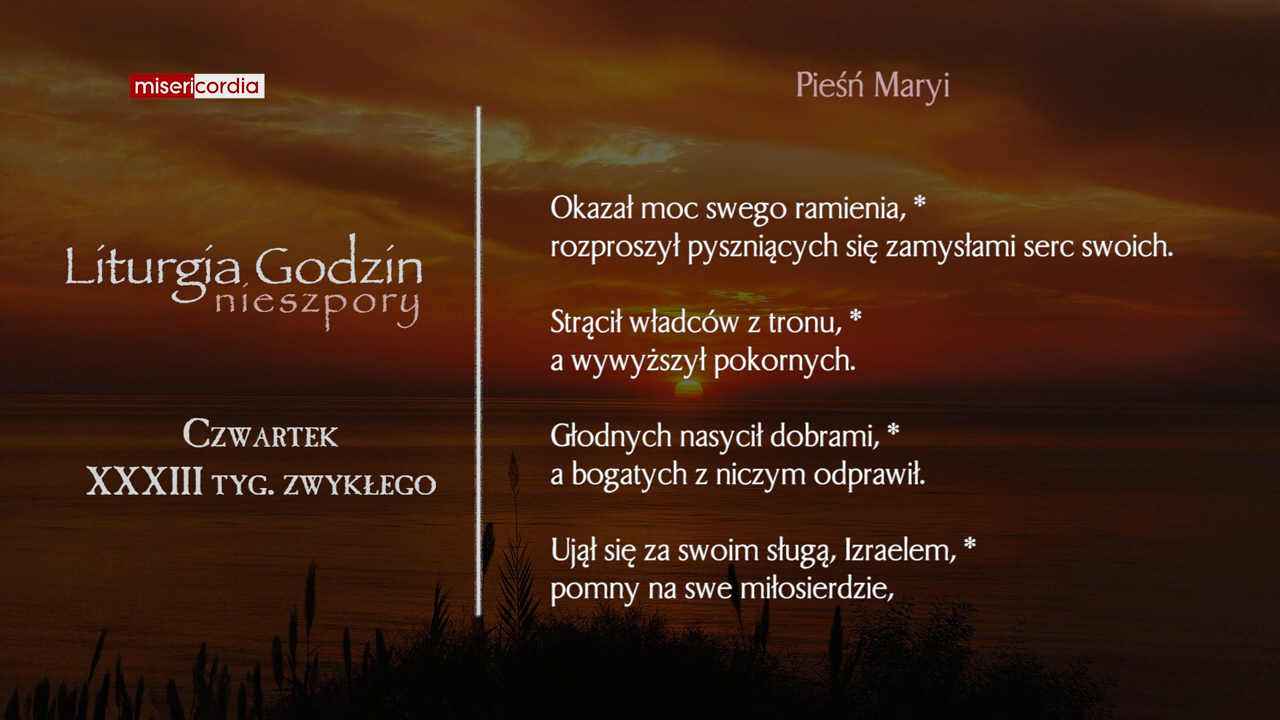 misericordia
Liturgia Godzin
nieszpory
Czwartek
XXXIII tyg. zwykłego
Pieśń Maryi
Okazał moc swego ramienia, *
rozproszył pyszniących się zamysłami serc swoich.
Strącił władców z tronu, *
a wywyższył pokornych.
Głodnych nasycił dobrami, *
a bogatych z niczym odprawił.
Ujął się za swoim sługą, Izraelem, *
pomny na swe miłosierdzie,